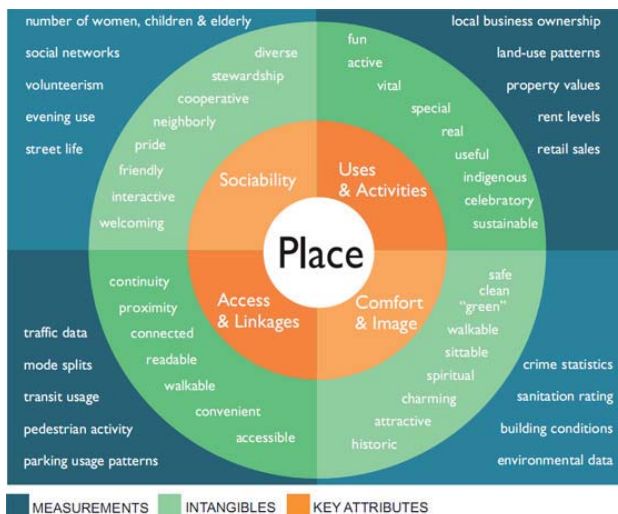 number of women, children & elderly
social networks
volunteerism
evening use
street life
diverse
stewardship
cooperative
neighborly
pride
friendly
interactive
welcoming
Sociability
fun
active
vital
special
real
useful
indigenous
celebratory
sustainable
Uses
& Activities
local business ownership
land-use patterns
property values
rent levels
retail sales
Place
Access
& Linkages
continuity
proximity
connected
readable
walkable
convenient
accessible
traffic data
mode splits
transit usage
pedestrian activity
parking usage patterns
Comfort
& Image
safe
clean
"green"
walkable
sittable
spiritual
charming
attractive
historic
crime statistics
sanitation rating
building conditions
environmental data
MEASUREMENTS INTANGIBLES KEY ATTRIBUTES